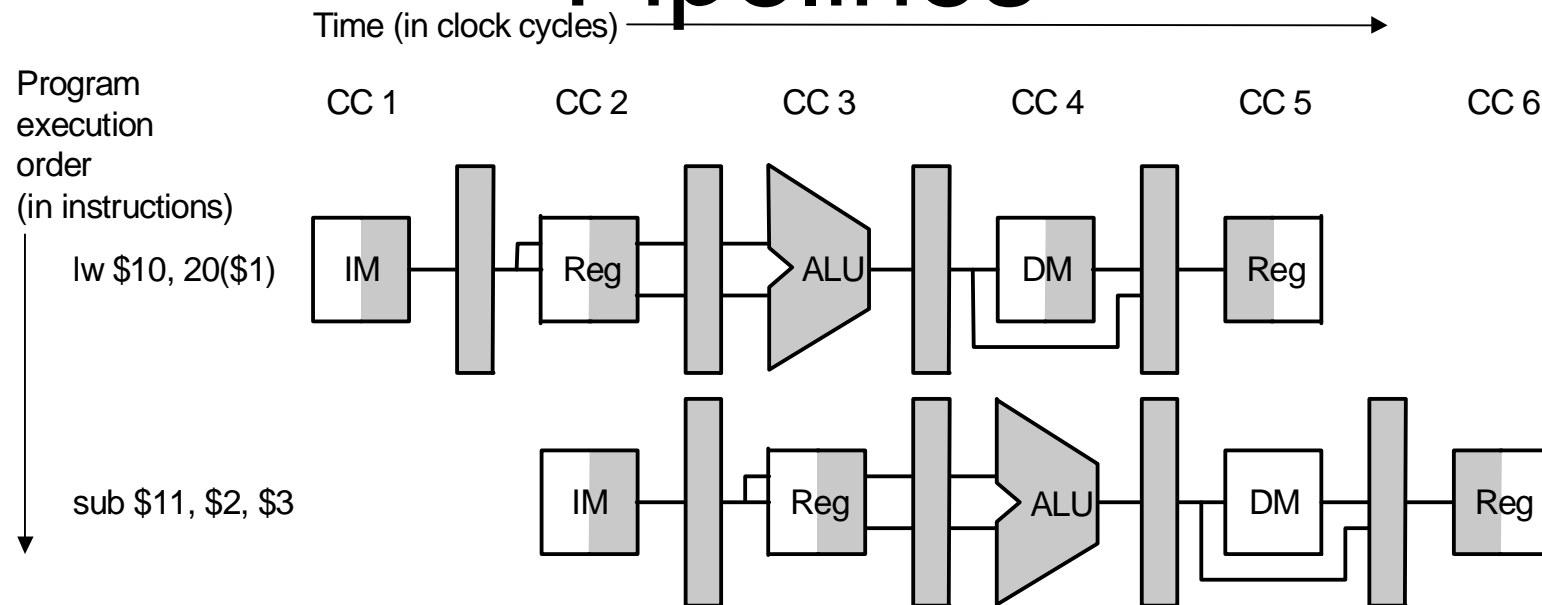 Pipelines
Time (in clock cycles)
Program
execution
order
(in instructions)
CC 1 CC 2 CC 3 CC 4 CC 5 CC 6
lw $10, 20($1) IM Reg ALU DM Reg
sub $11, $2, $3 IM Reg ALU DM Reg